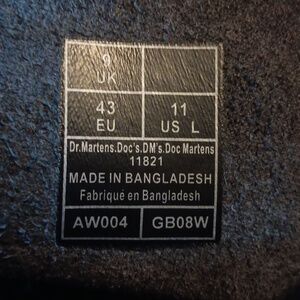 9
UK
43 11
EU US L
Dr.Martens.Doc's.DM's.Doc Martens
11821
MADE IN BANGLADESH
Fabriqué en Bangladesh
AW004 GB08W